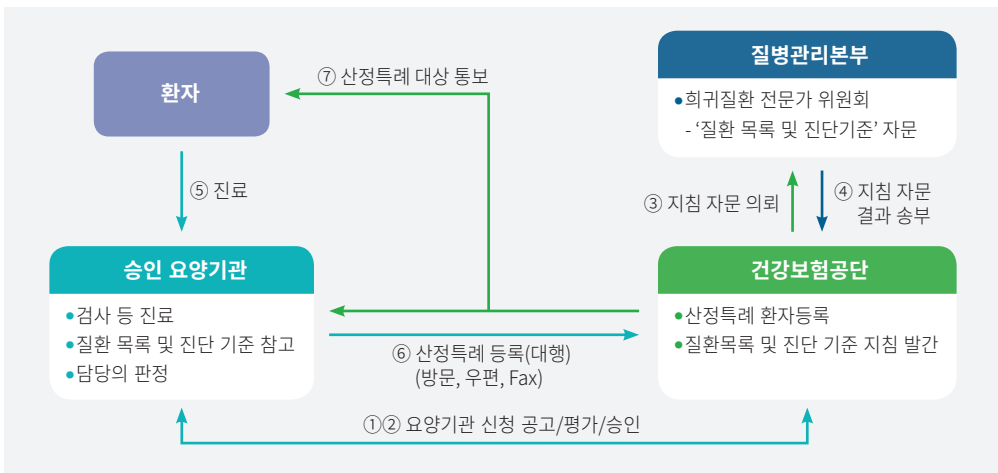 환자
⑦ 산정특례 대상 통보
질병관리본부
●희귀질환 전문가 위원회
- ‘질환 목록 및 진단기준’ 자문
⑤ 진료
③ 지침 자문 의뢰
④ 지침 자문
결과 송부
승인 요양기관
●검사 등 진료
●질환 목록 및 진단 기준 참고
●담당의 판정
건강보험공단
●산정특례 환자등록
●질환목록 및 진단 기준 지침 발간
⑥ 산정특례 등록(대행)
(방문, 우편, Fax)
①② 요양기관 신청 공고/평가/승인